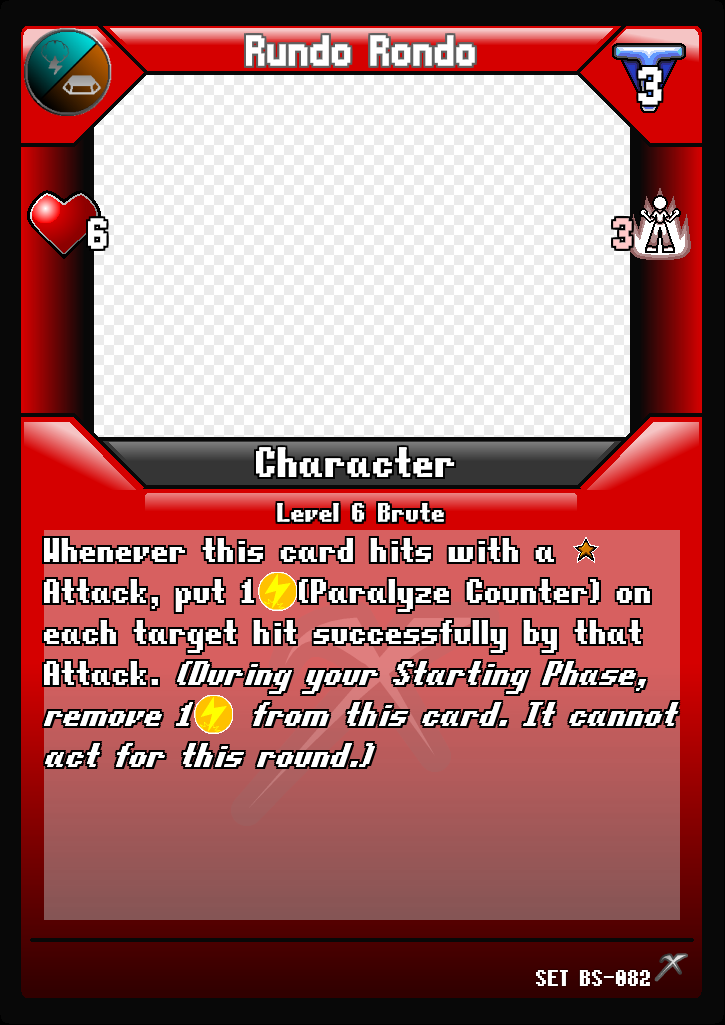 Rundo Rondo
3
6
3
Character
Level 6 Brute
Whenever this card hits with a
Attack, put 1 (Paralyze Counter) on
each target hit successfully by that
Attack. (During your Starting Phase,
remove 1 from this card. It cannot
act for this round.)
SET BS-082